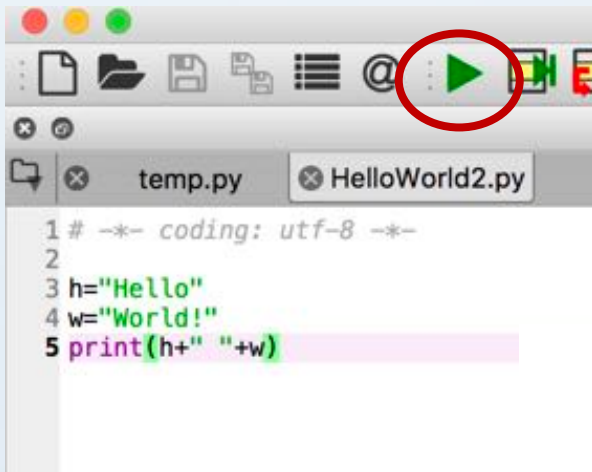 @
temp.py HelloWorld2.py
1 # -*- coding: utf-8 -*-
2
3 h="Hello"
4 w="World!"
5 print(h+" "+w)